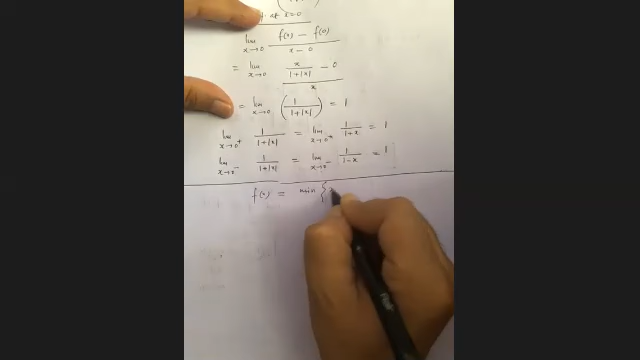 at x=0
lim x→0 f(x) − f(0) / x − 0
= lim x→0 x/(1+|x|) − 0 / x
= lim x→0 (1/(1+|x|)) = 1
lim x→0⁺ 1/(1+|x|) = lim x→0⁺ 1/(1+x) = 1
lim x→0⁻ 1/(1+|x|) = lim x→0⁻ 1/(1−x) = 1
f(x) = min {x